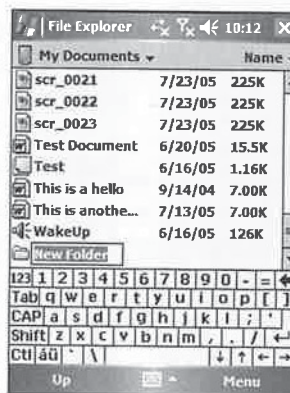 File Explorer 10:12
My Documents Name
scr_0021 7/23/05 225K
scr_0022 7/23/05 225K
scr_0023 7/23/05 225K
Test Document 6/20/05 15.5K
Test 6/16/05 1.16K
This is a hello 9/14/04 7.00K
This is anothe... 7/13/05 7.00K
WakeUp 6/16/05 126K
New Folder
123 1 2 3 4 5 6 7 8 9 0 - =
Tab q w e r t y u i o p [ ]
CAP a s d f g h j k l ; '
Shift z x c v b n m , . /
Ctl áü ` \
Up Menu